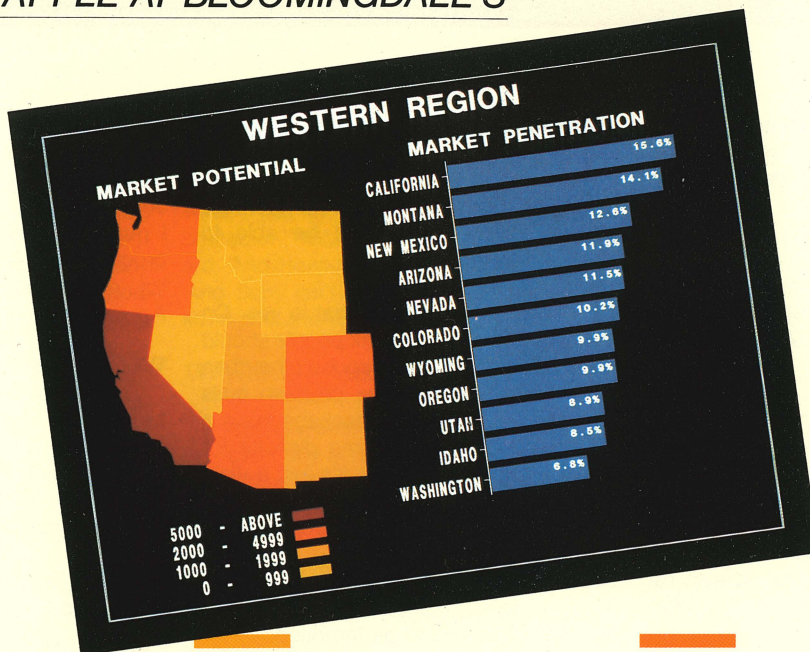 APPLE AT BLOOMINGDALE'S
WESTERN REGION
MARKET POTENTIAL
5000 - ABOVE
2000 - 4999
1000 - 1999
0 - 999
MARKET PENETRATION
CALIFORNIA 15.6%
MONTANA 14.1%
NEW MEXICO 12.6%
ARIZONA 11.9%
NEVADA 11.5%
COLORADO 10.2%
WYOMING 9.9%
OREGON 9.9%
UTAH 8.9%
IDAHO 8.5%
WASHINGTON 6.8%